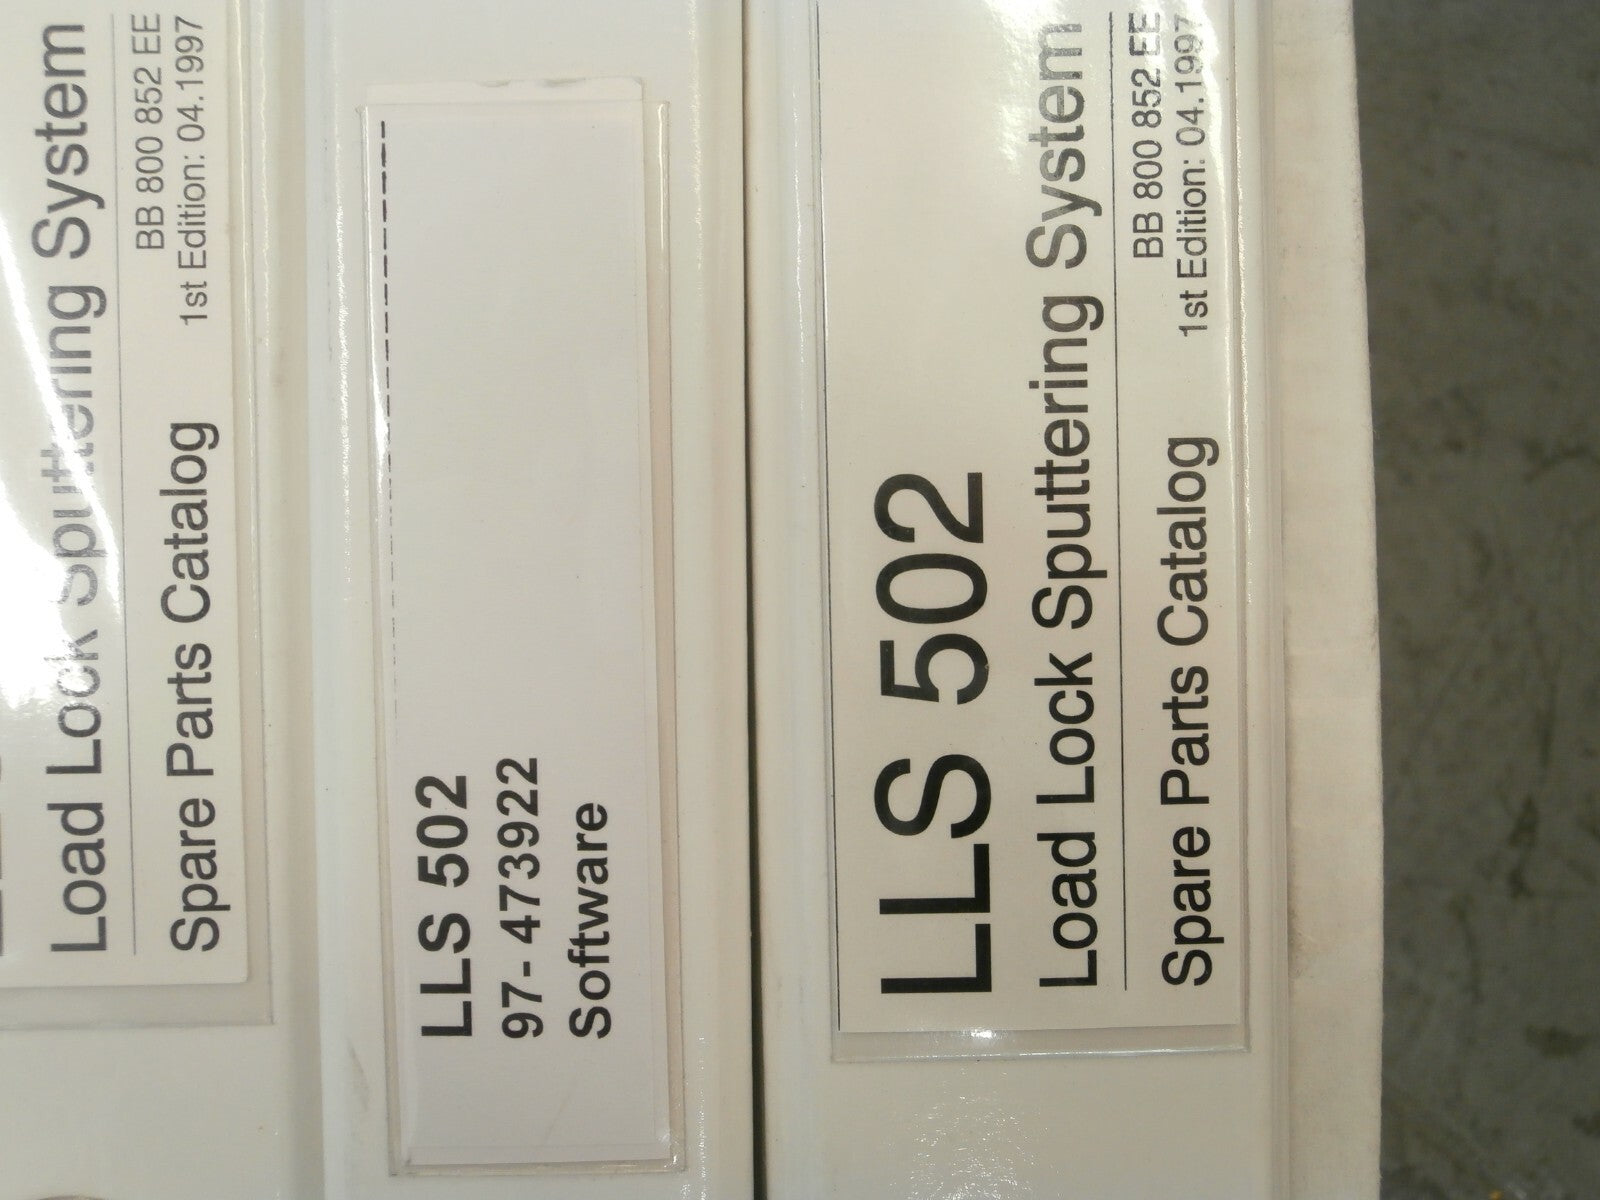 Load Lock Sputtering System
Spare Parts Catalog
BB 800 852 EE
1st Edition: 04.1997
LLS 502
97-473922
Software
LLS 502
Load Lock Sputtering System
Spare Parts Catalog
BB 800 852 EE
1st Edition: 04.1997